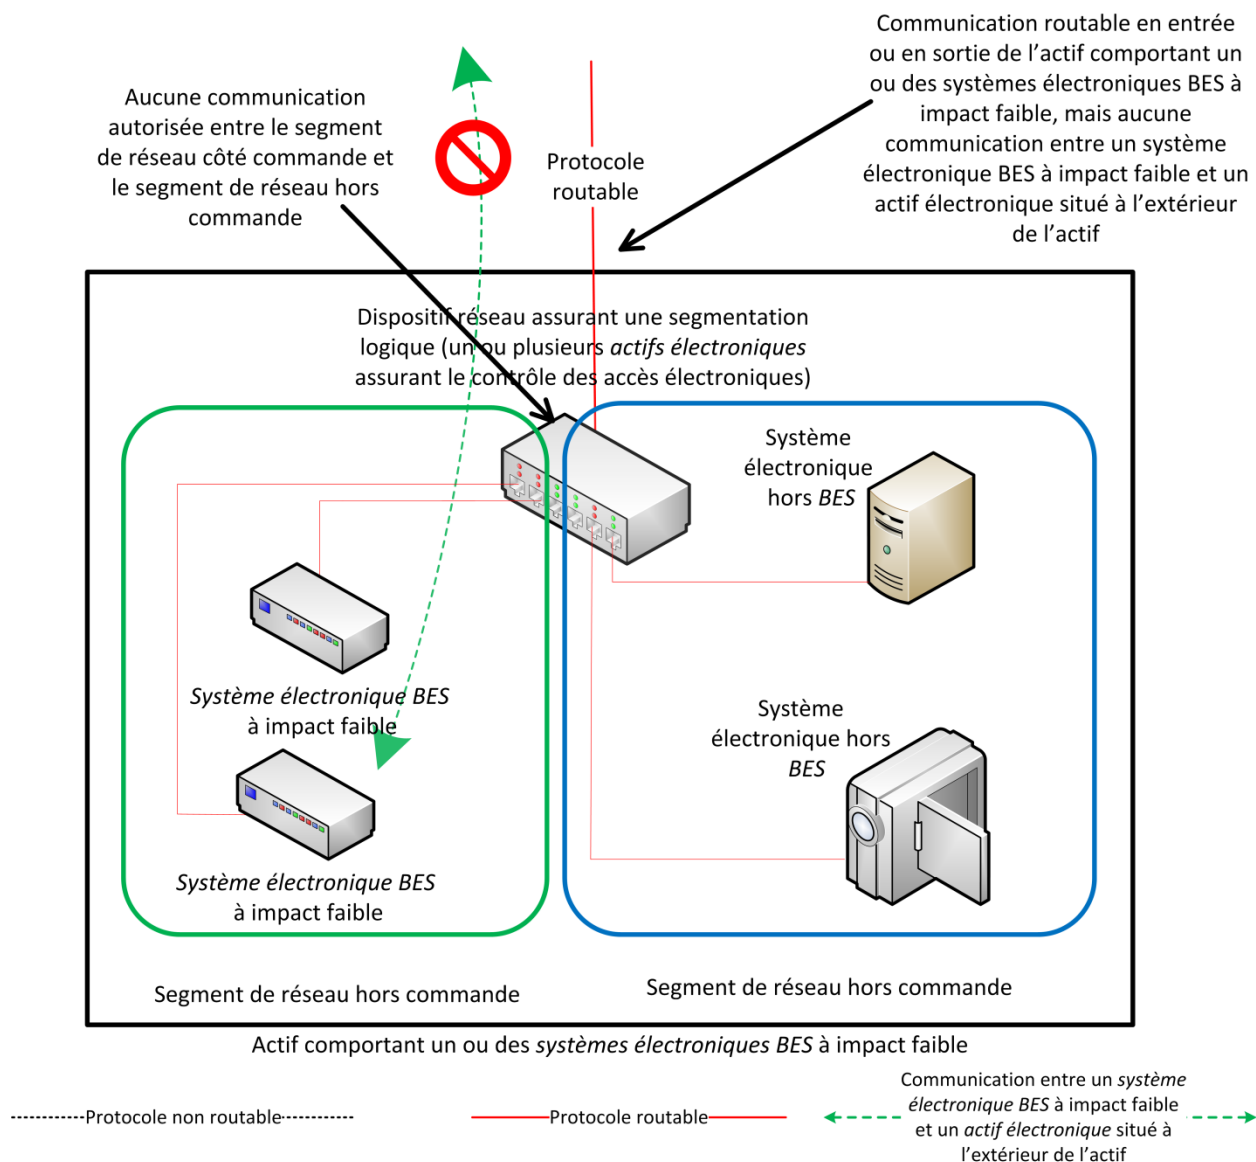 Communication routable en entrée
ou en sortie de l'actif comportant un
ou des systèmes électroniques BES à
impact faible, mais aucune
communication entre un système
électronique BES à impact faible et un
actif électronique situé à l'extérieur
de l'actif
Aucune communication
autorisée entre le segment
de réseau côté commande et
le segment de réseau hors
commande
Protocole
routable
Dispositif réseau assurant une segmentation
logique (un ou plusieurs actifs électroniques
assurant le contrôle des accès électroniques)
Système
électronique
hors BES
Système électronique BES
à impact faible
Système
électronique hors
BES
Système électronique BES
à impact faible
Segment de réseau hors commande
Segment de réseau hors commande
Actif comportant un ou des systèmes électroniques BES à impact faible
Protocole non routable
Protocole routable
Communication entre un système
électronique BES à impact faible
et un actif électronique situé à
l'extérieur de l'actif